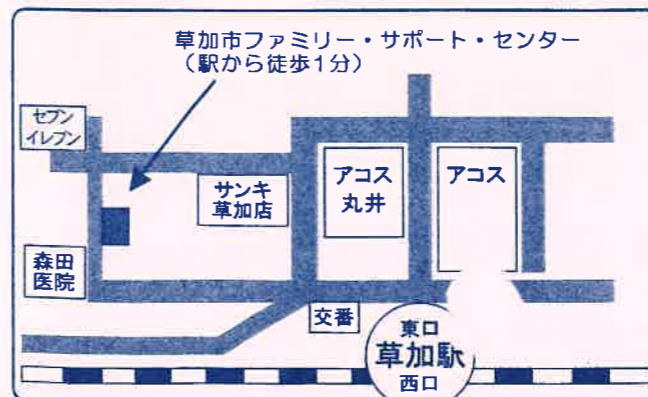 草加市ファミリー・サポート・センター
（駅から徒歩1分）
セブン
イレブン
サンキ
草加店
アコス
丸井
アコス
森田
医院
交番
東口
草加駅
西口